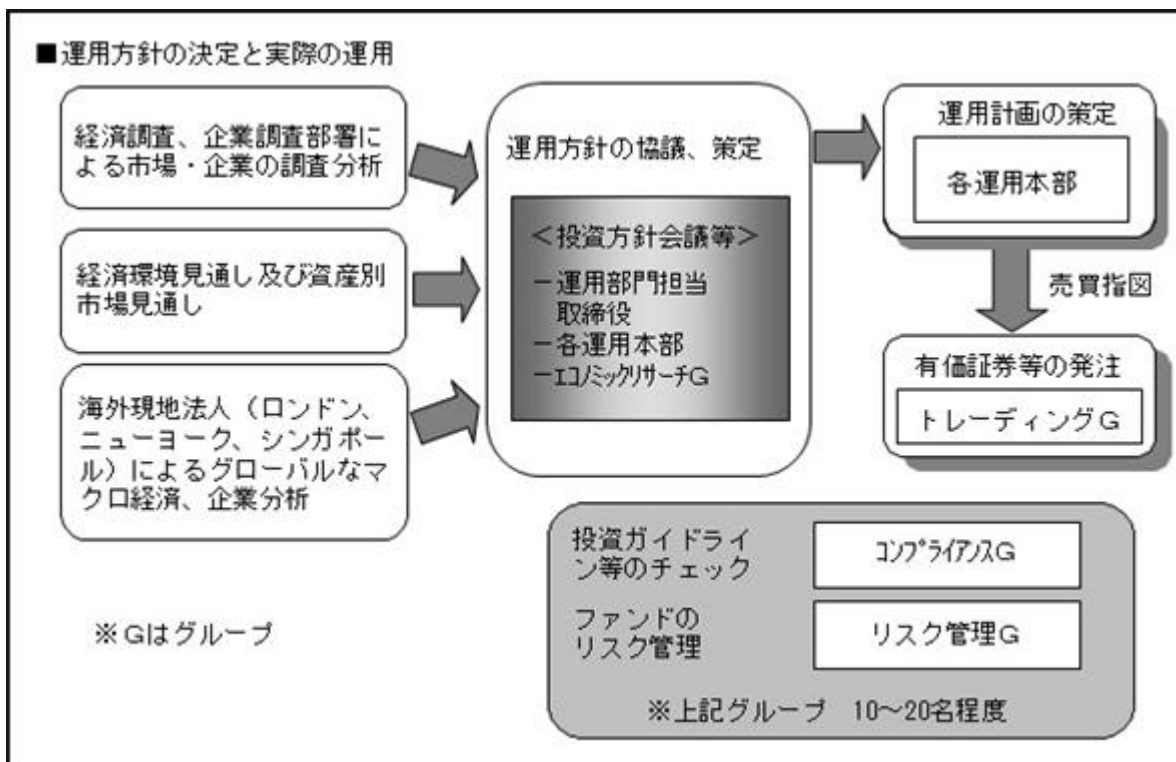 ■運用方針の決定と実際の運用
経済調査、企業調査部署に
よる市場・企業の調査分析
経済環境見通し及び資産別
市場見通し
海外現地法人（ロンドン、
ニューヨーク、シンガポー
ル）によるグローバルなマ
クロ経済、企業分析
運用方針の協議、策定
＜投資方針会議等＞
－運用部門担当
取締役
－各運用本部
－ｴｺﾉﾐｯｸﾘｻｰﾁG
運用計画の策定
各運用本部
売買指図
有価証券等の発注
トレーディングＧ
投資ガイドライ
ン等のチェック
ｺﾝﾌﾟﾗｲｱﾝｽG
ファンドの
リスク管理
リスク管理Ｇ
※上記グループ　10～20名程度
※Ｇはグループ